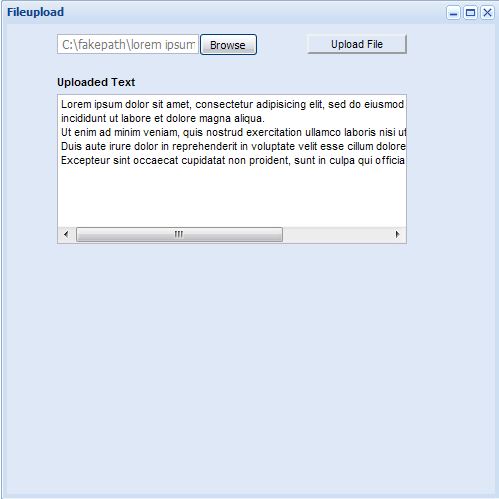 Fileupload
C:\fakepath\lorem ipsum Browse Upload File
Uploaded Text
Lorem ipsum dolor sit amet, consectetur adipisicing elit, sed do eiusmod
incididunt ut labore et dolore magna aliqua.
Ut enim ad minim veniam, quis nostrud exercitation ullamco laboris nisi ut
Duis aute irure dolor in reprehenderit in voluptate velit esse cillum dolore
Excepteur sint occaecat cupidatat non proident, sunt in culpa qui officia